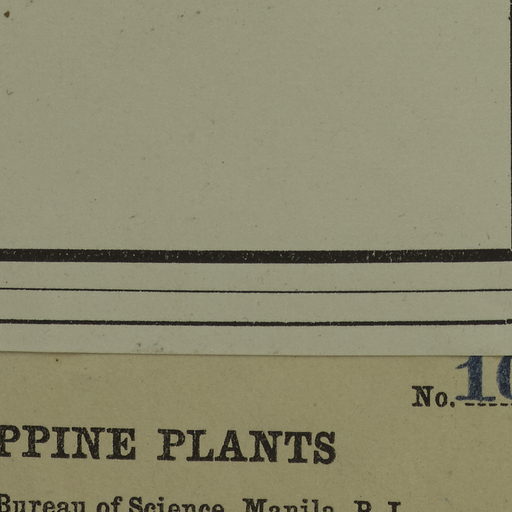 No. 10
PPINE PLANTS
Bureau of Science, Manila, P. I.